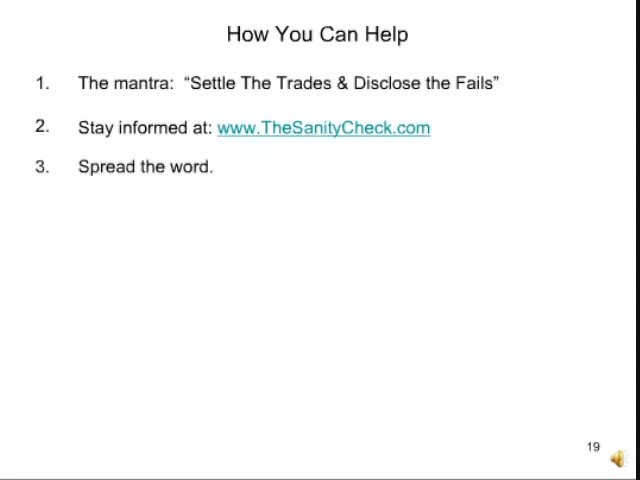 How You Can Help
1. The mantra: “Settle The Trades & Disclose the Fails”
2. Stay informed at: www.TheSanityCheck.com
3. Spread the word.
19